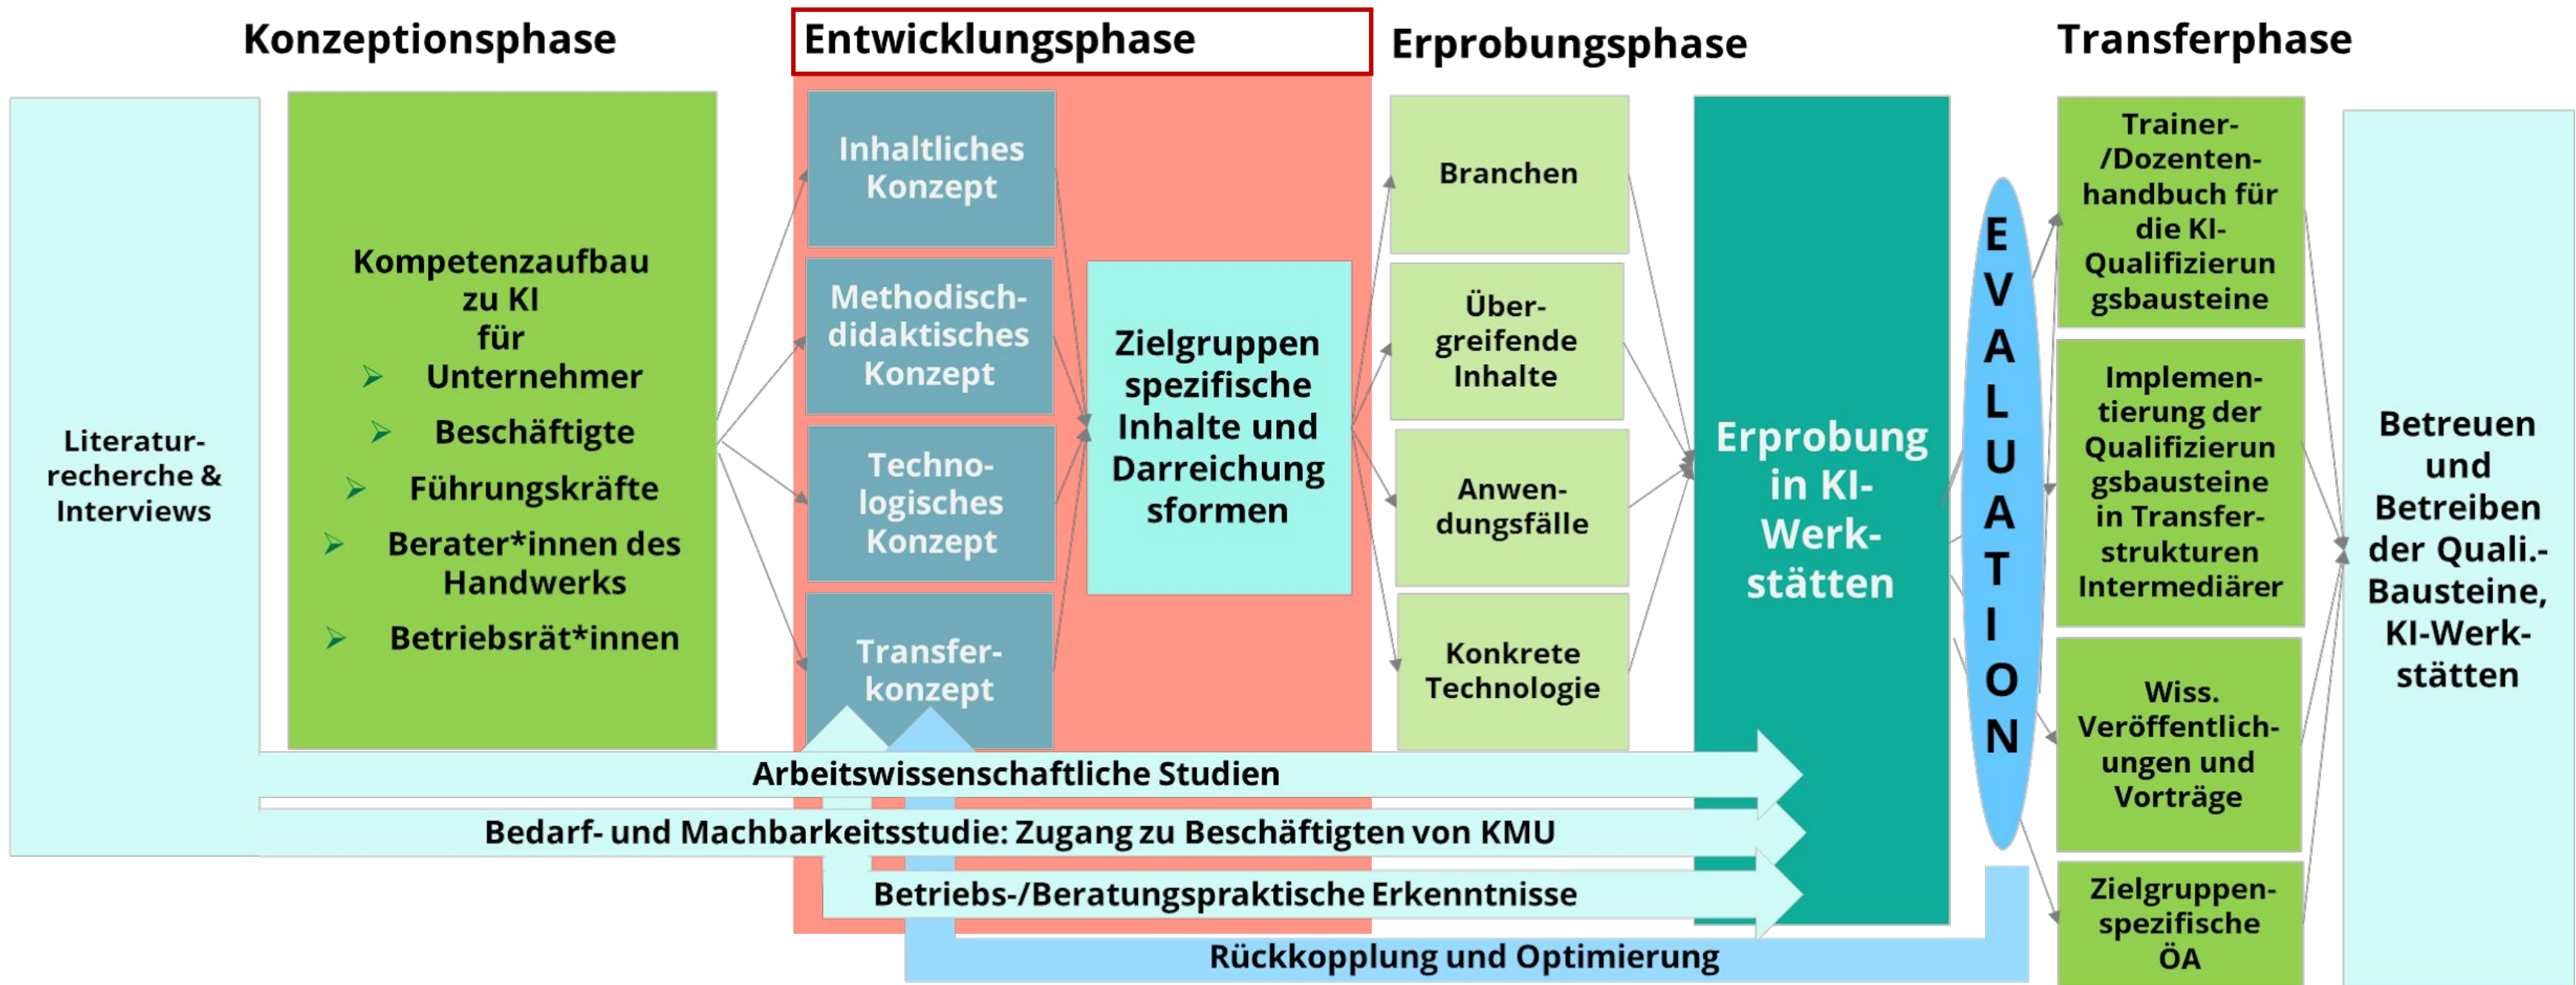 Konzeptionsphase
Entwicklungsphase
Erprobungsphase
Transferphase
Literatur-
recherche &
Interviews
Kompetenzaufbau
zu KI
für
Unternehmer
Beschäftigte
Führungskräfte
Berater*innen des
Handwerks
Betriebsrät*innen
Inhaltliches
Konzept
Methodisch-
didaktisches
Konzept
Techno-
logisches
Konzept
Transfer-
konzept
Zielgruppen
spezifische
Inhalte und
Darreichung
sformen
Branchen
Über-
greifende
Inhalte
Anwen-
dungsfälle
Konkrete
Technologie
Erprobung
in KI-
Werk-
stätten
E
V
A
L
U
A
T
I
O
N
Trainer-
/Dozenten-
handbuch für
die KI-
Qualifizierun
gsbausteine
Implemen-
tierung der
Qualifizierun
gsbausteine
in Transfer-
strukturen
Intermediärer
Wiss.
Veröffentlich-
ungen und
Vorträge
Zielgruppen-
spezifische
ÖA
Betreuen
und
Betreiben
der Quali.-
Bausteine,
KI-Werk-
stätten
Arbeitswissenschaftliche Studien
Bedarf- und Machbarkeitsstudie: Zugang zu Beschäftigten von KMU
Betriebs-/Beratungspraktische Erkenntnisse
Rückkopplung und Optimierung